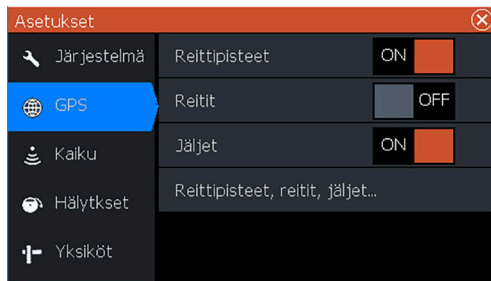 Asetukset
Järjestelmä
GPS
Kaiku
Hälytkset
Yksiköt
Reittipisteet ON
Reitit OFF
Jäljet ON
Reittipisteet, reitit, jäljet...